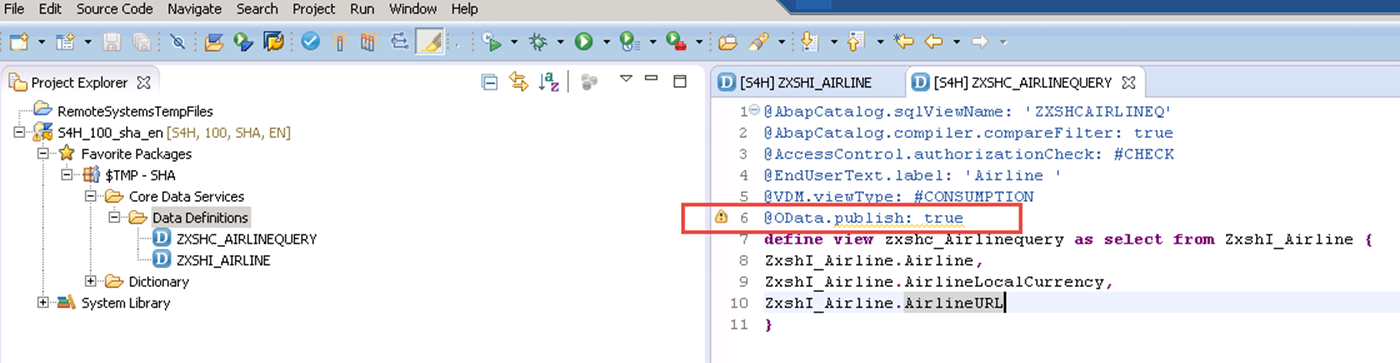 File Edit Source Code Navigate Search Project Run Window Help
Project Explorer
RemoteSystemsTempFiles
S4H_100_sha_en [S4H, 100, SHA, EN]
Favorite Packages
$TMP - SHA
Core Data Services
Data Definitions
ZXSHC_AIRLINEQUERY
ZXSHI_AIRLINE
Dictionary
System Library
[S4H] ZXSHI_AIRLINE [S4H] ZXSHC_AIRLINEQUERY
1 @AbapCatalog.sqlViewName: 'ZXSHCAIRLINEQ'
2 @AbapCatalog.compiler.compareFilter: true
3 @AccessControl.authorizationCheck: #CHECK
4 @EndUserText.label: 'Airline '
5 @VDM.viewType: #CONSUMPTION
6 @OData.publish: true
7 define view zxshc_Airlinequery as select from ZxshI_Airline {
8 ZxshI_Airline.Airline,
9 ZxshI_Airline.AirlineLocalCurrency,
10 ZxshI_Airline.AirlineURL
11 }